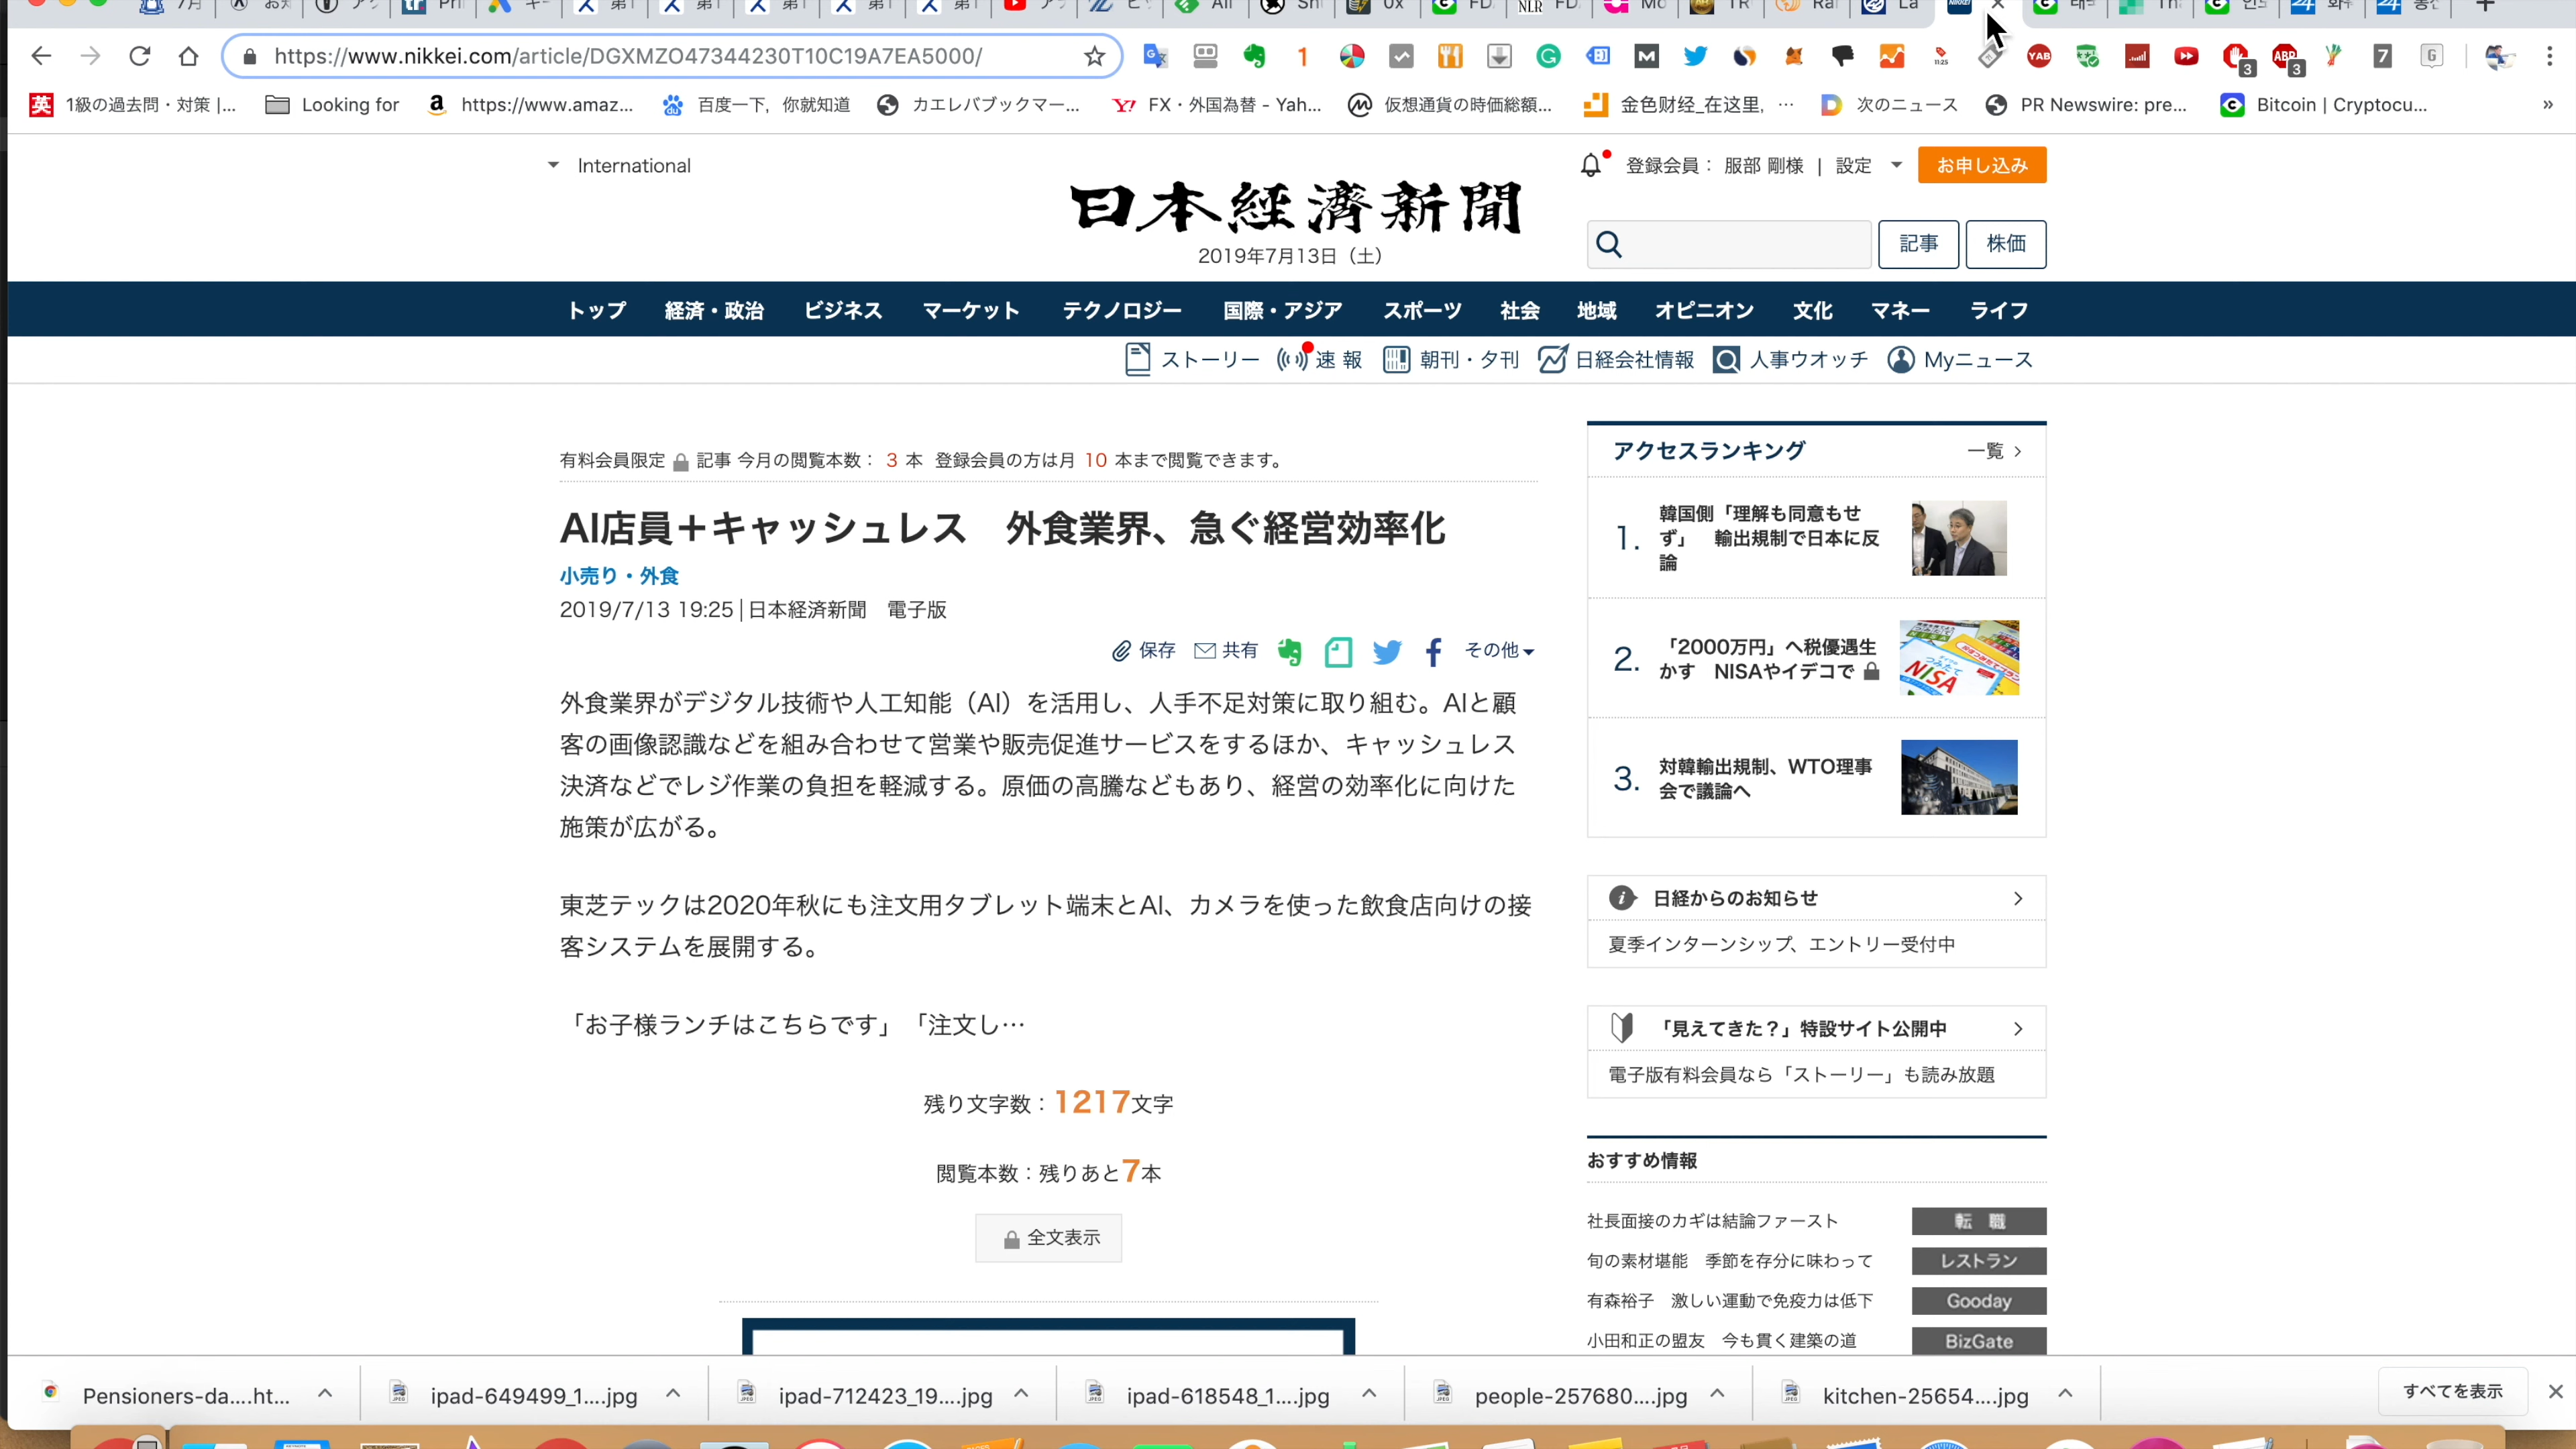 https://www.nikkei.com/article/DGXMZO47344230T10C19A7EA5000/
1級の過去問・対策 |...
Looking for
https://www.amaz...
百度一下，你就知道
カエレバブックマー...
FX・外国為替 - Yah...
仮想通貨の時価総額...
金色财经_在这里, ...
次のニュース
PR Newswire: pre...
Bitcoin | Cryptocu...
International
登録会員： 服部 剛様 | 設定
お申し込み
日本経済新聞
2019年7月13日（土）
記事
株価
トップ 経済・政治 ビジネス マーケット テクノロジー 国際・アジア スポーツ 社会 地域 オピニオン 文化 マネー ライフ
ストーリー 速 報 朝刊・夕刊 日経会社情報 人事ウオッチ Myニュース
有料会員限定 記事 今月の閲覧本数： 3 本 登録会員の方は月 10 本まで閲覧できます。
AI店員＋キャッシュレス 外食業界、急ぐ経営効率化
小売り・外食
2019/7/13 19:25|日本経済新聞 電子版
保存 共有 その他
外食業界がデジタル技術や人工知能（AI）を活用し、人手不足対策に取り組む。AIと顧
客の画像認識などを組み合わせて営業や販売促進サービスをするほか、キャッシュレス
決済などでレジ作業の負担を軽減する。原価の高騰などもあり、経営の効率化に向けた
施策が広がる。
東芝テックは2020年秋にも注文用タブレット端末とAI、カメラを使った飲食店向けの接
客システムを展開する。
「お子様ランチはこちらです」「注文し…
残り文字数：1217文字
閲覧本数：残りあと7本
全文表示
アクセスランキング
一覧
1.
韓国側「理解も同意もせ
ず」 輸出規制で日本に反
論
2.
「2000万円」へ税優遇生
かす NISAやイデコで
NISA
3.
対韓輸出規制、WTO理事
会で議論へ
日経からのお知らせ
夏季インターンシップ、エントリー受付中
「見えてきた？」特設サイト公開中
電子版有料会員なら「ストーリー」も読み放題
おすすめ情報
社長面接のカギは結論ファースト
転 職
旬の素材堪能 季節を存分に味わって
レストラン
有森裕子 激しい運動で免疫力は低下
Gooday
小田和正の盟友 今も貫く建築の道
BizGate
Pensioners-da....ht...
ipad-649499_1....jpg
ipad-712423_19....jpg
ipad-618548_1....jpg
people-257680....jpg
kitchen-25654....jpg
すべてを表示